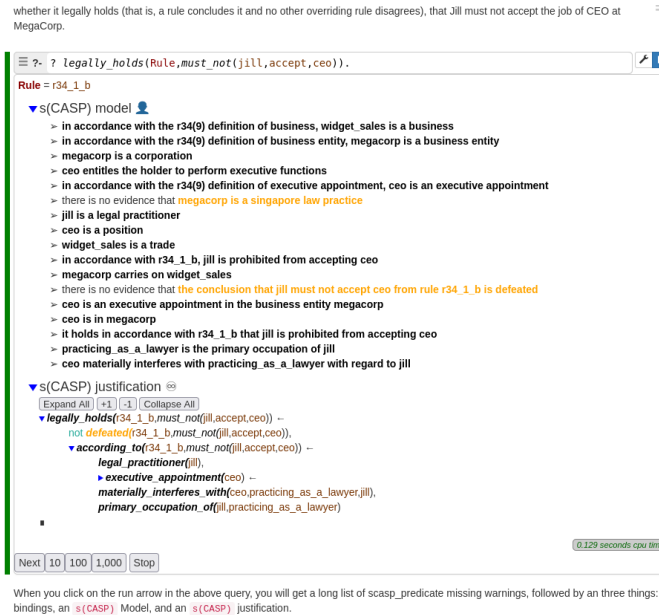 whether it legally holds (that is, a rule concludes it and no other overriding rule disagrees), that Jill must not accept the job of CEO at
MegaCorp.
?- ? legally_holds(Rule,must_not(jill,accept,ceo)).
Rule = r34_1_b
s(CASP) model
in accordance with the r34(9) definition of business, widget_sales is a business
in accordance with the r34(9) definition of business entity, megacorp is a business entity
megacorp is a corporation
ceo entitles the holder to perform executive functions
in accordance with the r34(9) definition of executive appointment, ceo is an executive appointment
there is no evidence that megacorp is a singapore law practice
jill is a legal practitioner
ceo is a position
widget_sales is a trade
in accordance with r34_1_b, jill is prohibited from accepting ceo
megacorp carries on widget_sales
there is no evidence that the conclusion that jill must not accept ceo from rule r34_1_b is defeated
ceo is an executive appointment in the business entity megacorp
ceo is in megacorp
it holds in accordance with r34_1_b that jill is prohibited from accepting ceo
practicing_as_a_lawyer is the primary occupation of jill
ceo materially interferes with practicing_as_a_lawyer with regard to jill
s(CASP) justification
Expand All +1 -1 Collapse All
legally_holds(r34_1_b,must_not(jill,accept,ceo)) ←
not defeated(r34_1_b,must_not(jill,accept,ceo)),
according_to(r34_1_b,must_not(jill,accept,ceo)) ←
legal_practitioner(jill),
executive_appointment(ceo) ←
materially_interferes_with(ceo,practicing_as_a_lawyer,jill),
primary_occupation_of(jill,practicing_as_a_lawyer)
0.129 seconds cpu tim
Next 10 100 1,000 Stop
When you click on the run arrow in the above query, you will get a long list of scasp_predicate missing warnings, followed by an three things:
bindings, an s(CASP) Model, and an s(CASP) justification.